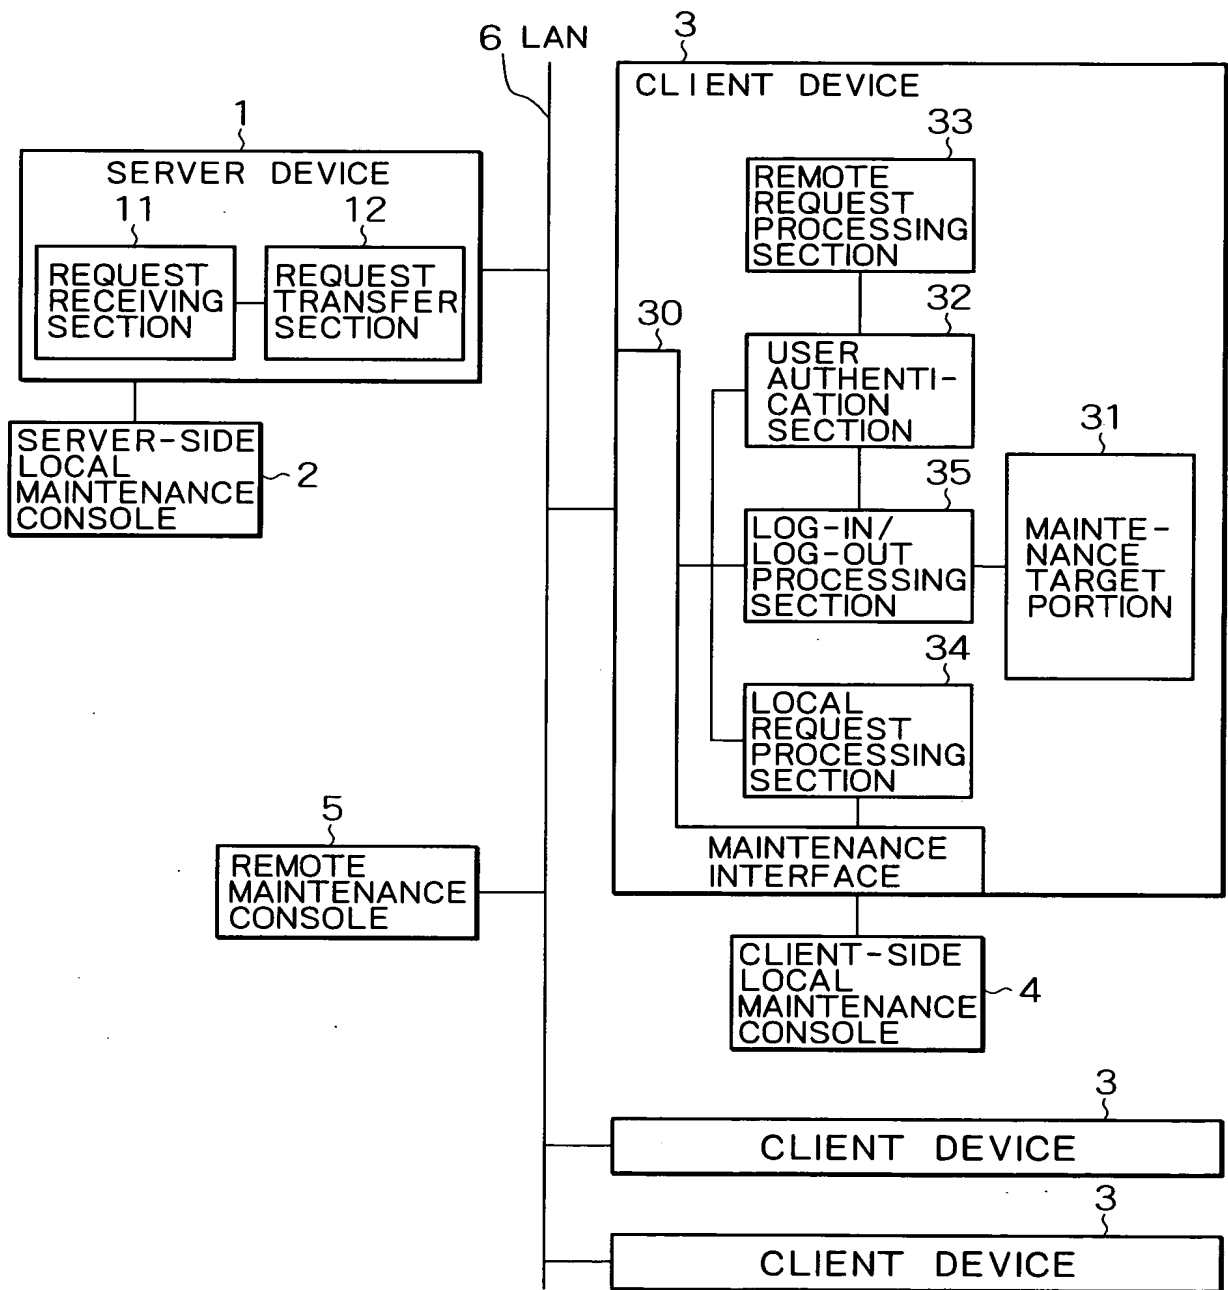 6 LAN
1
SERVER DEVICE
11
12
REQUEST
RECEIVING
SECTION
REQUEST
TRANSFER
SECTION
SERVER-SIDE
LOCAL
MAINTENANCE
CONSOLE
2
5
REMOTE
MAINTENANCE
CONSOLE
3
CLIENT DEVICE
33
REMOTE
REQUEST
PROCESSING
SECTION
30
32
USER
AUTHENTI-
CATION
SECTION
35
LOG-IN/
LOG-OUT
PROCESSING
SECTION
31
MAINTE-
NANCE
TARGET
PORTION
34
LOCAL
REQUEST
PROCESSING
SECTION
MAINTENANCE
INTERFACE
CLIENT-SIDE
LOCAL
MAINTENANCE
CONSOLE
4
3
CLIENT DEVICE
3
CLIENT DEVICE